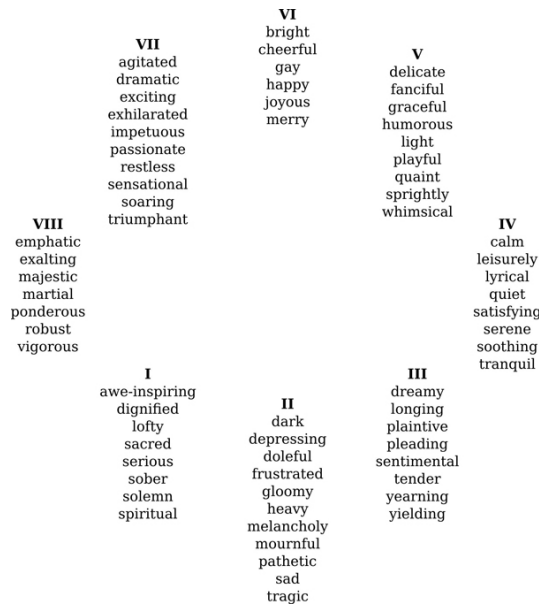 VI
bright
cheerful
gay
happy
joyous
merry
VII
agitated
dramatic
exciting
exhilarated
impetuous
passionate
restless
sensational
soaring
triumphant
V
delicate
fanciful
graceful
humorous
light
playful
quaint
sprightly
whimsical
VIII
emphatic
exalting
majestic
martial
ponderous
robust
vigorous
IV
calm
leisurely
lyrical
quiet
satisfying
serene
soothing
tranquil
I
awe-inspiring
dignified
lofty
sacred
serious
sober
solemn
spiritual
II
dark
depressing
doleful
frustrated
gloomy
heavy
melancholy
mournful
pathetic
sad
tragic
III
dreamy
longing
plaintive
pleading
sentimental
tender
yearning
yielding